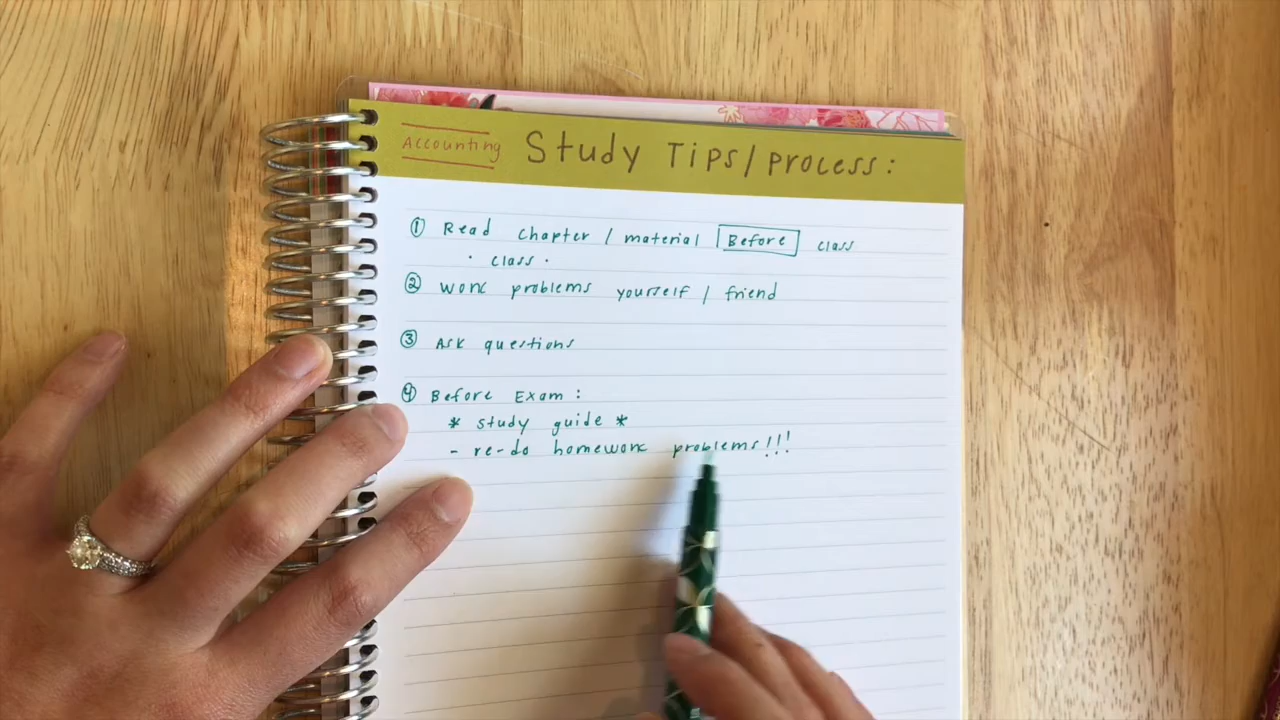 Accounting Study Tips/process:
① Read chapter / material Before class
· class ·
② work problems yourself / friend
③ Ask questions
④ Before Exam:
* study guide *
- re-do homework problems!!!